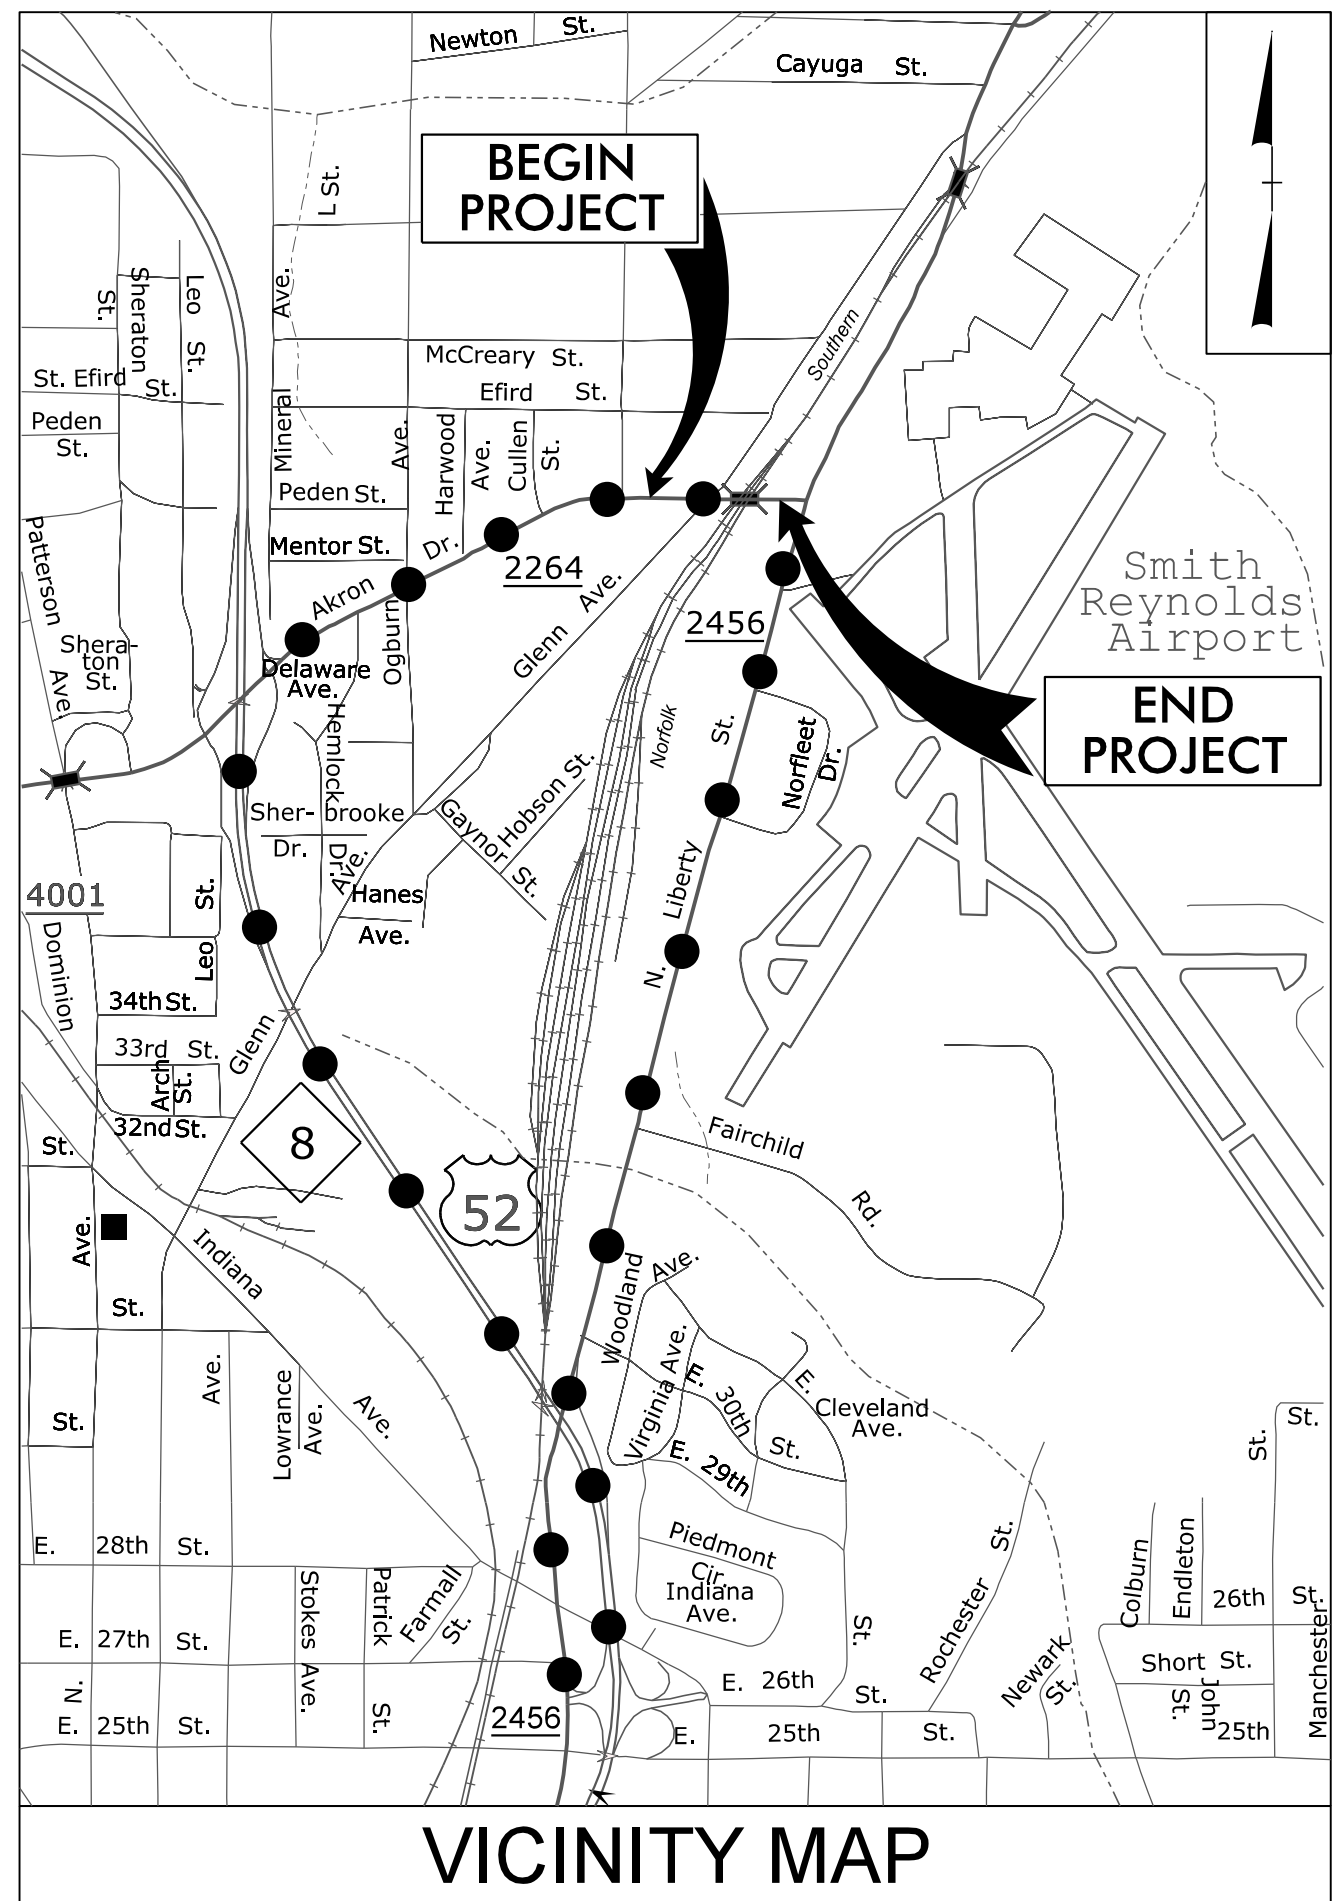 Newton St.
Cayuga St.
BEGIN
PROJECT
L St.
Ave.
Sheraton
St.
Leo St.
Southern
McCreary St.
Efird St.
St. Efird St.
Peden
St.
Mineral
Ave.
Harwood
Ave.
Cullen
St.
Peden St.
Mentor St.
Dr.
2264
Patterson
Ave.
Akron
Ogburn
Glenn Ave.
2456
Smith
Reynolds
Airport
Shera-
ton
St.
Delaware
Ave.
Hemlock
Dr.
END
PROJECT
Norfolk
St.
Norfleet
Dr.
Hobson St.
Gaynor St.
Sher- brooke
Dr.
Ave.
Liberty
N.
4001
St.
Leo
Hanes
Ave.
Dominion
34th St.
33rd St.
Glenn
Arch
St.
32nd St.
St.
8
52
Fairchild
Rd.
Ave.
Indiana
St.
Woodland
Ave.
Virginia Ave.
E.
30th
St.
E.
Cleveland
Ave.
Ave.
Lowrance
Ave.
Ave.
St.
E. 29th
St.
St.
E. 28th St.
Piedmont
Cir.
Indiana
Ave.
St.
Rochester
St.
Colburn
Endleton
26th St.
Stokes Ave.
Patrick
St.
Farmall
St.
E. 27th St.
Newark
St.
Short St.
John
St.
Manchester
E. 26th
St.
N.
E. 25th St.
2456
E. 25th St.
25th
VICINITY MAP